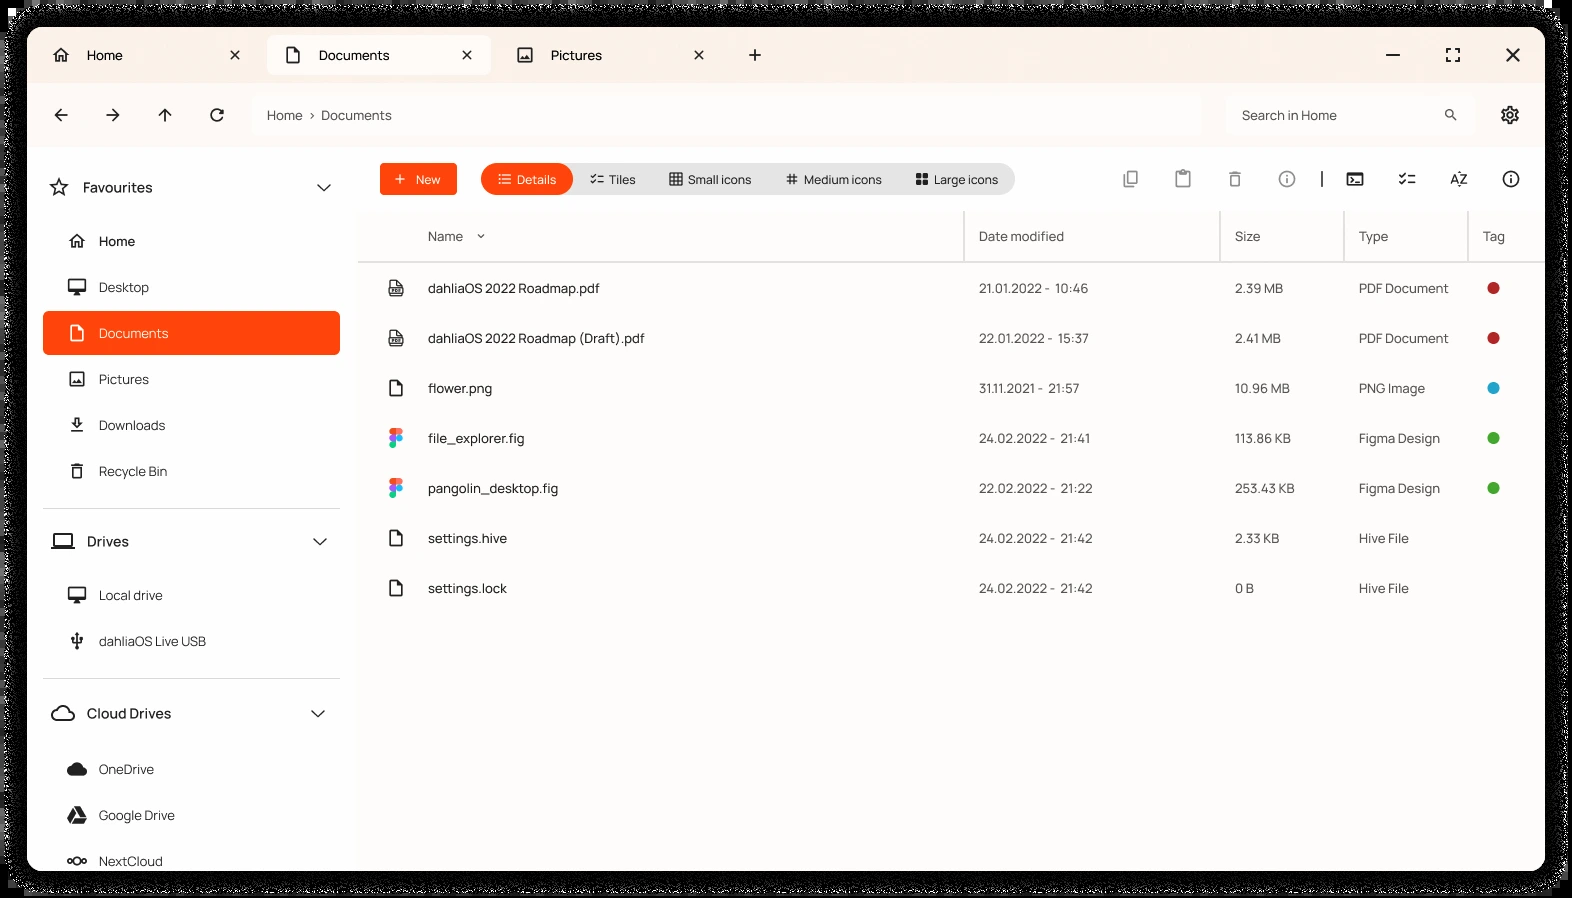 Home
Documents
Pictures
Home › Documents
Search in Home
Favourites
Home
Desktop
Documents
Pictures
Downloads
Recycle Bin
Drives
Local drive
dahliaOS Live USB
Cloud Drives
OneDrive
Google Drive
NextCloud
+ New
Details
Tiles
Small icons
Medium icons
Large icons
AZ
Name Date modified Size Type Tag
dahliaOS 2022 Roadmap.pdf 21.01.2022 - 10:46 2.39 MB PDF Document
dahliaOS 2022 Roadmap (Draft).pdf 22.01.2022 - 15:37 2.41 MB PDF Document
flower.png 31.11.2021 - 21:57 10.96 MB PNG Image
file_explorer.fig 24.02.2022 - 21:41 113.86 KB Figma Design
pangolin_desktop.fig 22.02.2022 - 21:22 253.43 KB Figma Design
settings.hive 24.02.2022 - 21:42 2.33 KB Hive File
settings.lock 24.02.2022 - 21:42 0 B Hive File